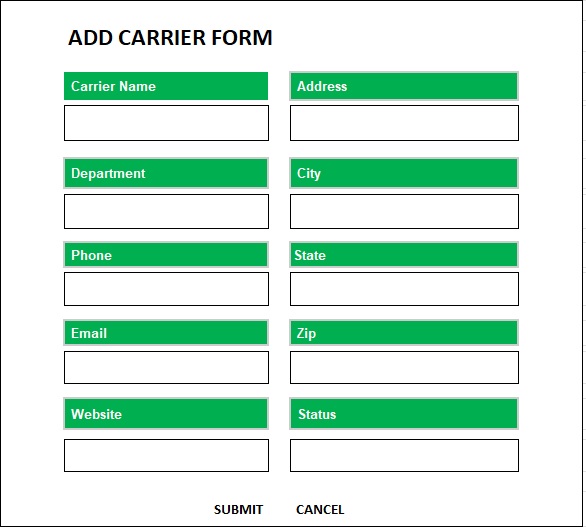 ADD CARRIER FORM
Carrier Name
Address
Department
City
Phone
State
Email
Zip
Website
Status
SUBMIT
CANCEL